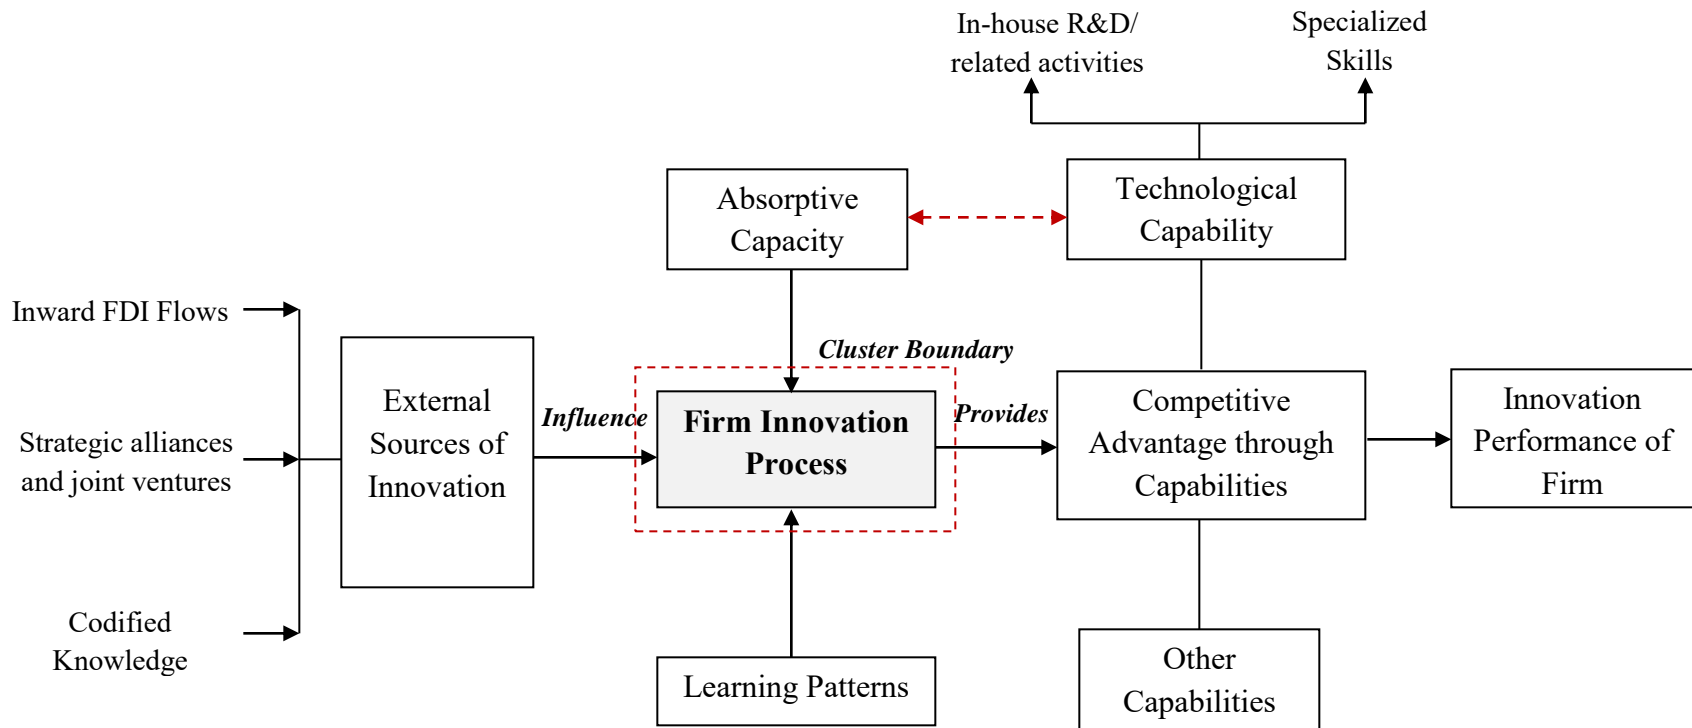 In-house R&D/
related activities
Specialized
Skills
Absorptive
Capacity
Technological
Capability
Inward FDI Flows
Strategic alliances
and joint ventures
Codified
Knowledge
External
Sources of
Innovation
Influence
Cluster Boundary
Firm Innovation
Process
Provides
Competitive
Advantage through
Capabilities
Innovation
Performance of
Firm
Learning Patterns
Other
Capabilities